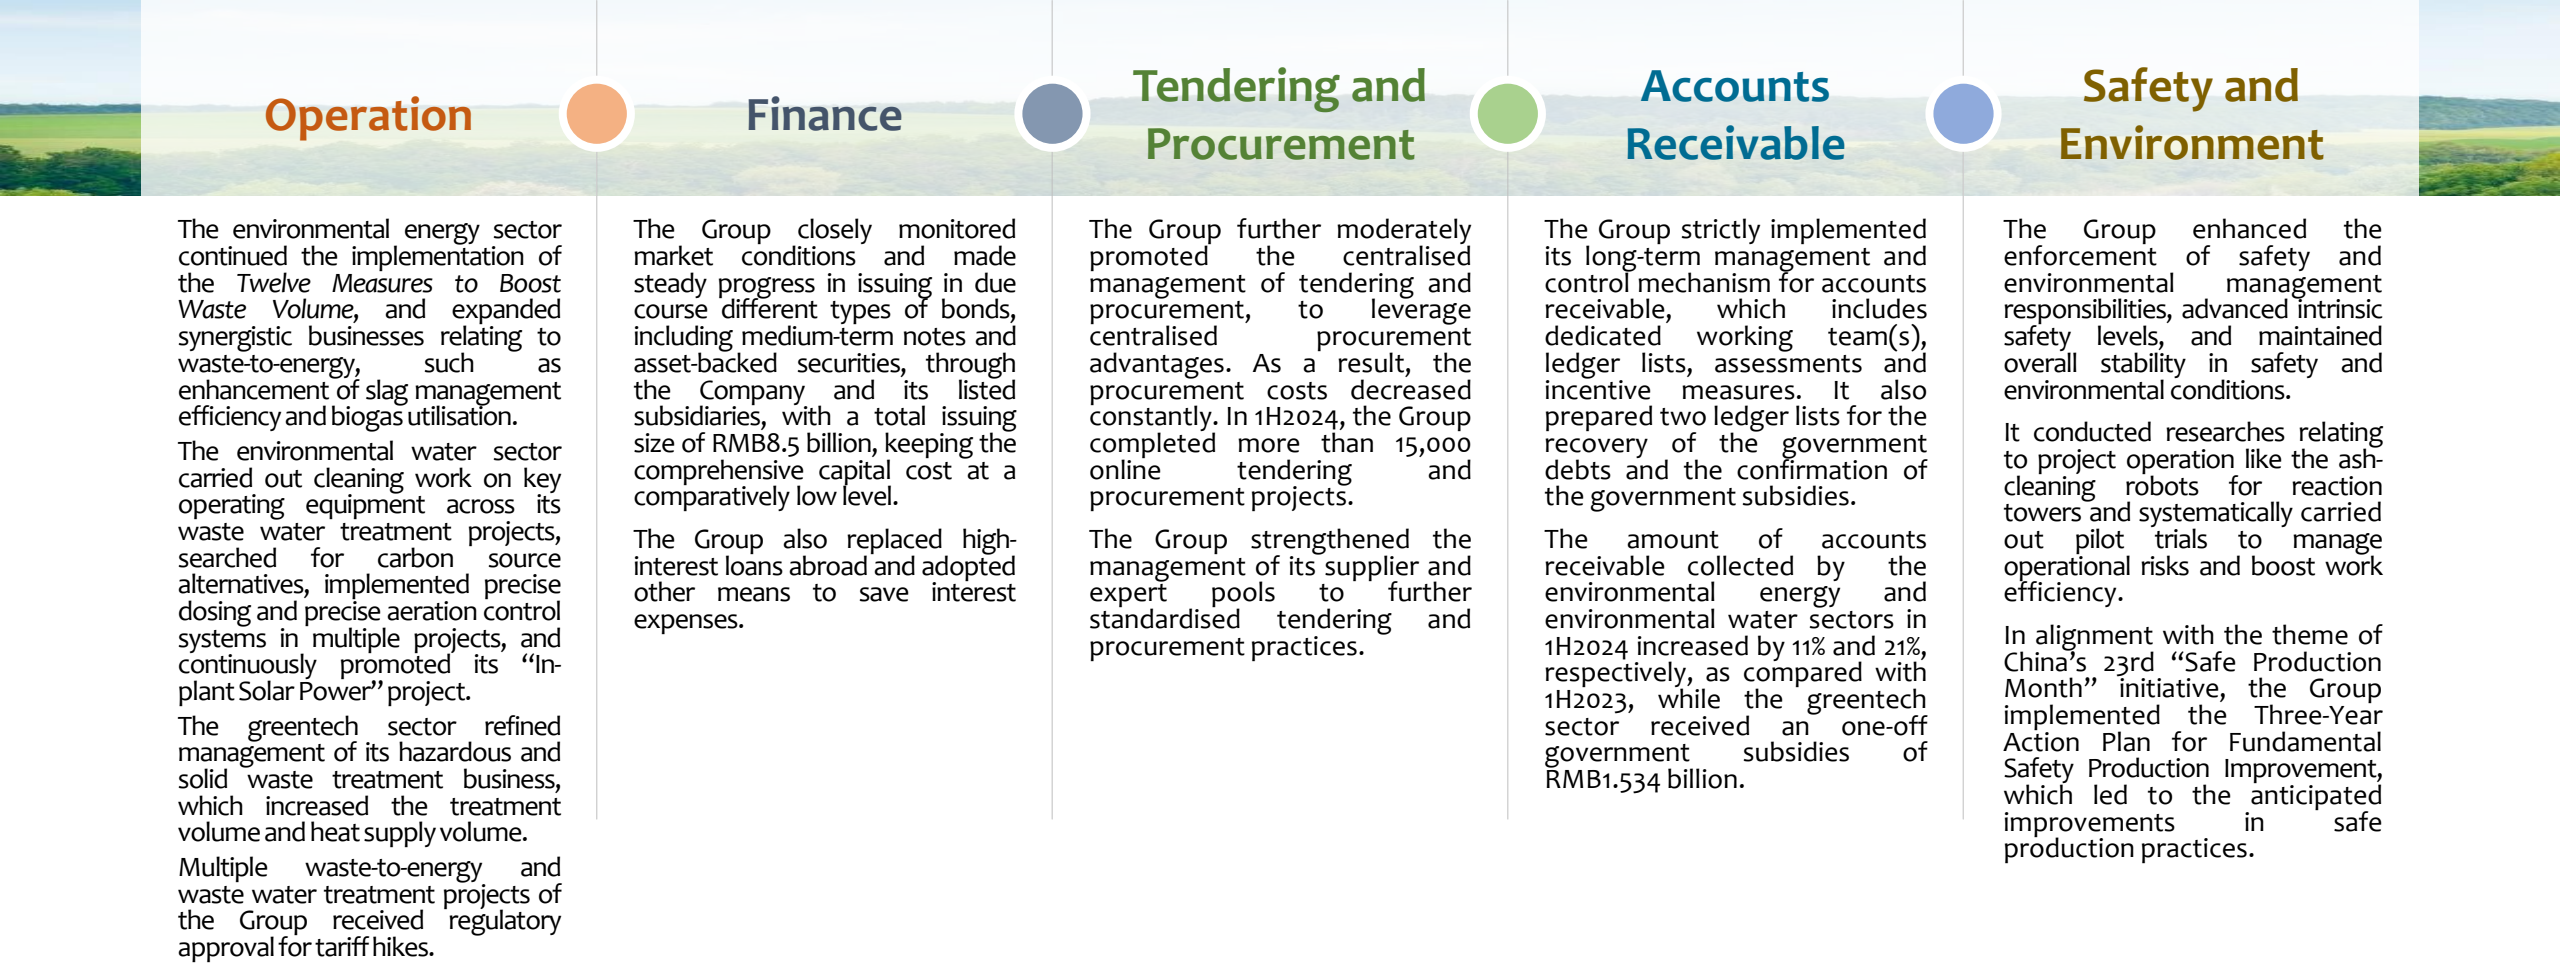 Operation
The environmental energy sector
continued the implementation of
the Twelve Measures to Boost
Waste Volume, and expanded
synergistic businesses relating to
waste-to-energy, such as
enhancement of slag management
efficiency and biogas utilisation.
The environmental water sector
carried out cleaning work on key
operating equipment across its
waste water treatment projects,
searched for carbon source
alternatives, implemented precise
dosing and precise aeration control
systems in multiple projects, and
continuously promoted its “In-
plant Solar Power” project.
The greentech sector refined
management of its hazardous and
solid waste treatment business,
which increased the treatment
volume and heat supply volume.
Multiple waste-to-energy and
waste water treatment projects of
the Group received regulatory
approval for tariff hikes.
Finance
The Group closely monitored
market conditions and made
steady progress in issuing in due
course different types of bonds,
including medium-term notes and
asset-backed securities, through
the Company and its listed
subsidiaries, with a total issuing
size of RMB8.5 billion, keeping the
comprehensive capital cost at a
comparatively low level.
The Group also replaced high-
interest loans abroad and adopted
other means to save interest
expenses.
Tendering and
Procurement
The Group further moderately
promoted the centralised
management of tendering and
procurement, to leverage
centralised procurement
advantages. As a result, the
procurement costs decreased
constantly. In 1H2024, the Group
completed more than 15,000
online tendering and
procurement projects.
The Group strengthened the
management of its supplier and
expert pools to further
standardised tendering and
procurement practices.
Accounts
Receivable
The Group strictly implemented
its long-term management and
control mechanism for accounts
receivable, which includes
dedicated working team(s),
ledger lists, assessments and
incentive measures. It also
prepared two ledger lists for the
recovery of the government
debts and the confirmation of
the government subsidies.
The amount of accounts
receivable collected by the
environmental energy and
environmental water sectors in
1H2024 increased by 11% and 21%,
respectively, as compared with
1H2023, while the greentech
sector received an one-off
government subsidies of
RMB1.534 billion.
Safety and
Environment
The Group enhanced the
enforcement of safety and
environmental management
responsibilities, advanced intrinsic
safety levels, and maintained
overall stability in safety and
environmental conditions.
It conducted researches relating
to project operation like the ash-
cleaning robots for reaction
towers and systematically carried
out pilot trials to manage
operational risks and boost work
efficiency.
In alignment with the theme of
China’s 23rd “Safe Production
Month” initiative, the Group
implemented the Three-Year
Action Plan for Fundamental
Safety Production Improvement,
which led to the anticipated
improvements in safe
production practices.